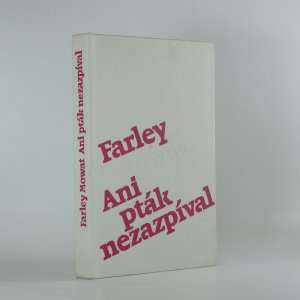 Farley Mowat Ani pták nezazpíval
Farley
Ani
pták
nezazpíval